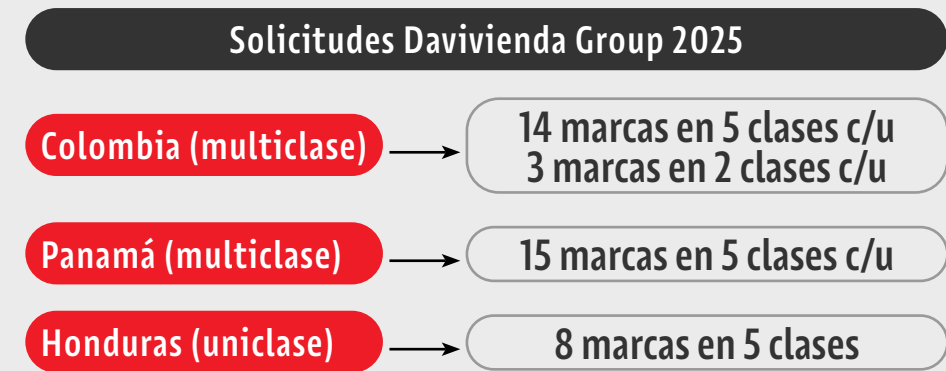 Solicitudes Davivienda Group 2025
Colombia (multiclase)
14 marcas en 5 clases c/u
3 marcas en 2 clases c/u
Panamá (multiclase)
15 marcas en 5 clases c/u
Honduras (uniclase)
8 marcas en 5 clases